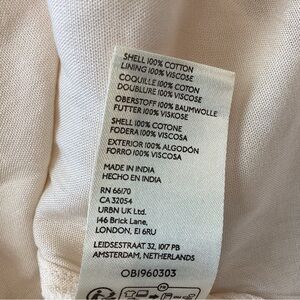 SHELL 100% COTTON
LINING 100% VISCOSE
COQUILLE 100% COTON
DOUBLURE 100% VISCOSE
OBERSTOFF 100% BAUMWOLLE
FUTTER 100% VISKOSE
SHELL 100% COTONE
FODERA 100% VISCOSA
EXTERIOR 100% ALGODÓN
FORRO 100% VISCOSA
MADE IN INDIA
HECHO EN INDIA
RN 66170
CA 32054
URBN UK Ltd.
146 Brick Lane,
LONDON, E1 6RU
LEIDSESTRAAT 32, 1017 PB
AMSTERDAM, NETHERLANDS
OB1960303